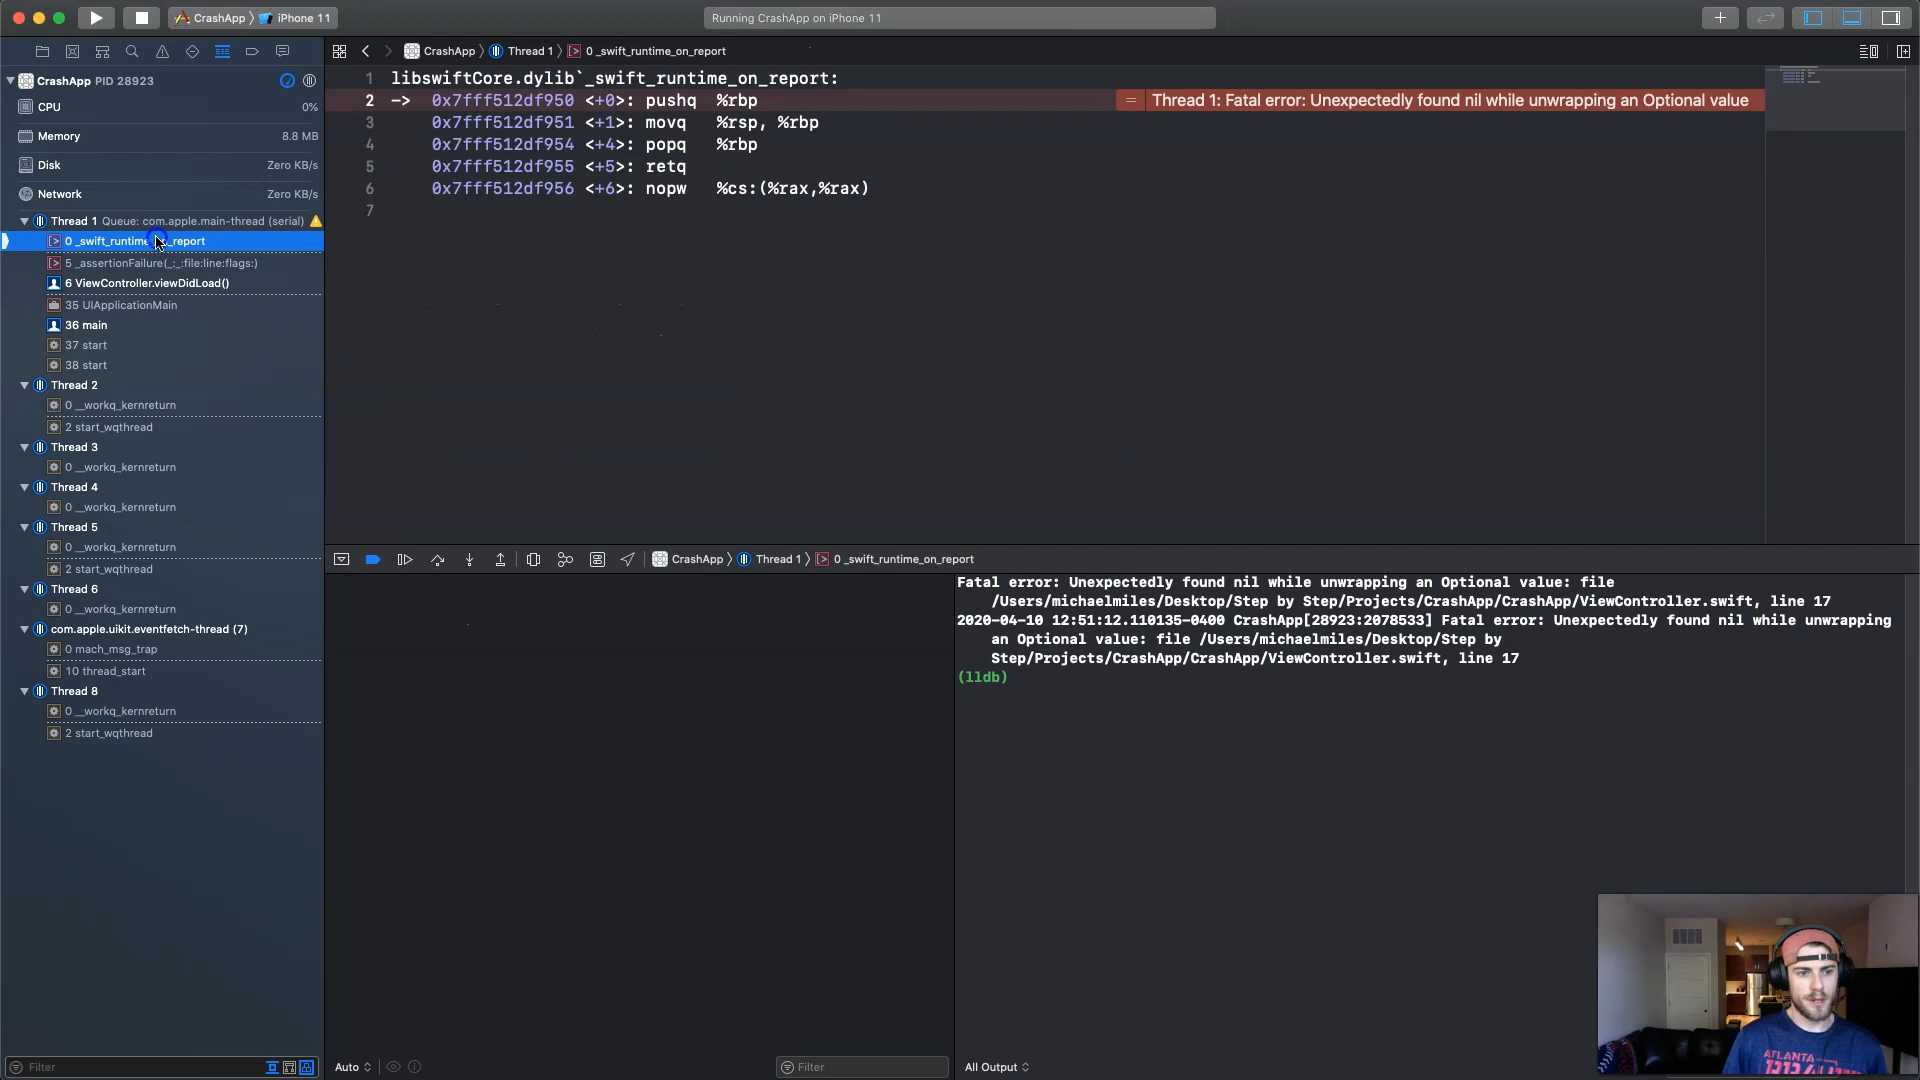 CrashApp
iPhone 11
Running CrashApp on iPhone 11
CrashApp PID 28923
CPU
0%
Memory
8.8 MB
Disk
Zero KB/s
Network
Zero KB/s
Thread 1 Queue: com.apple.main-thread (serial)
0 _swift_runtime_on_report
5 _assertionFailure(_:_:file:line:flags:)
6 ViewController.viewDidLoad()
35 UIApplicationMain
36 main
37 start
38 start
Thread 2
0 __workq_kernreturn
2 start_wqthread
Thread 3
0 __workq_kernreturn
Thread 4
0 __workq_kernreturn
Thread 5
0 __workq_kernreturn
2 start_wqthread
Thread 6
0 __workq_kernreturn
com.apple.uikit.eventfetch-thread (7)
0 mach_msg_trap
10 thread_start
Thread 8
0 __workq_kernreturn
2 start_wqthread
Filter
CrashApp
Thread 1
0 _swift_runtime_on_report
1 libswiftCore.dylib`_swift_runtime_on_report:
2 -> 0x7fff512df950 <+0>: pushq %rbp
Thread 1: Fatal error: Unexpectedly found nil while unwrapping an Optional value
3 0x7fff512df951 <+1>: movq %rsp, %rbp
4 0x7fff512df954 <+4>: popq %rbp
5 0x7fff512df955 <+5>: retq
6 0x7fff512df956 <+6>: nopw %cs:(%rax,%rax)
7
CrashApp
Thread 1
0 _swift_runtime_on_report
Fatal error: Unexpectedly found nil while unwrapping an Optional value: file
/Users/michaelmiles/Desktop/Step by Step/Projects/CrashApp/CrashApp/ViewController.swift, line 17
2020-04-10 12:51:12.110135-0400 CrashApp[28923:2078533] Fatal error: Unexpectedly found nil while unwrapping
an Optional value: file /Users/michaelmiles/Desktop/Step by
Step/Projects/CrashApp/CrashApp/ViewController.swift, line 17
(lldb)
Auto
Filter
All Output
ATLANTA